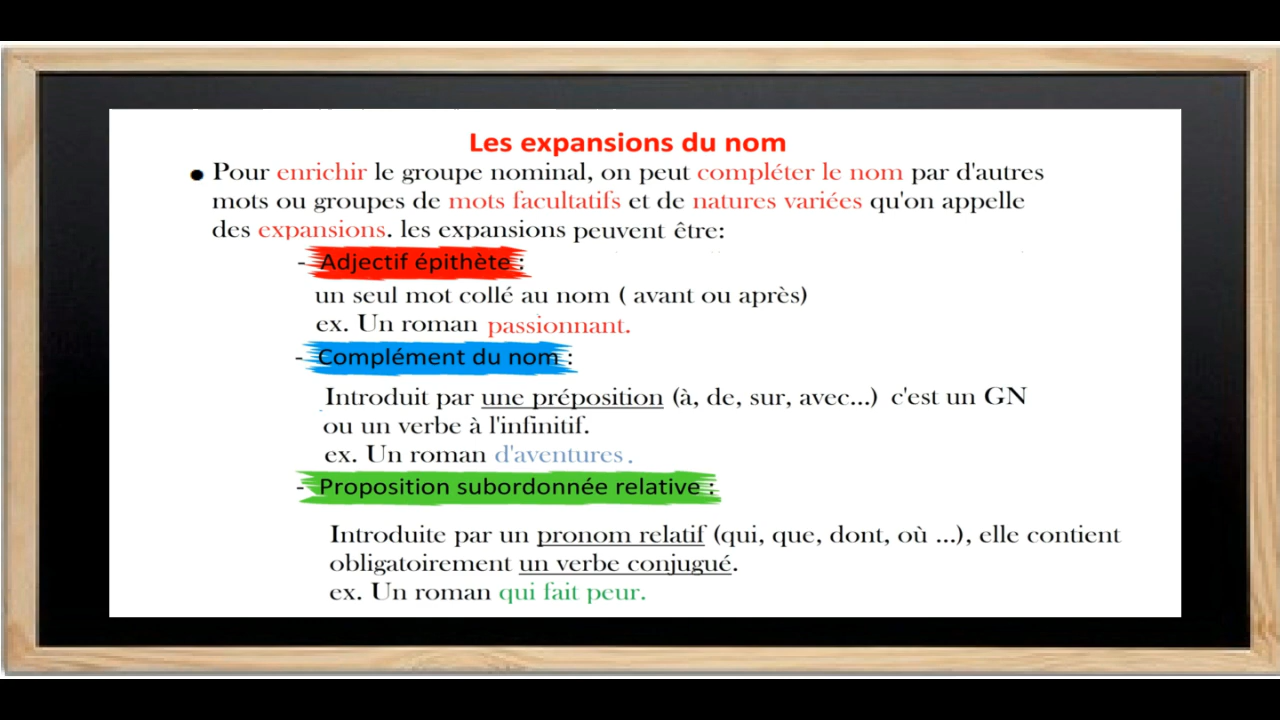 Les expansions du nom
● Pour enrichir le groupe nominal, on peut compléter le nom par d'autres
mots ou groupes de mots facultatifs et de natures variées qu'on appelle
des expansions. les expansions peuvent être:
- Adjectif épithète :
un seul mot collé au nom ( avant ou après)
ex. Un roman passionnant.
- Complément du nom :
Introduit par une préposition (à, de, sur, avec...) c'est un GN
ou un verbe à l'infinitif.
ex. Un roman d'aventures.
- Proposition subordonnée relative :
Introduite par un pronom relatif (qui, que, dont, où ...), elle contient
obligatoirement un verbe conjugué.
ex. Un roman qui fait peur.